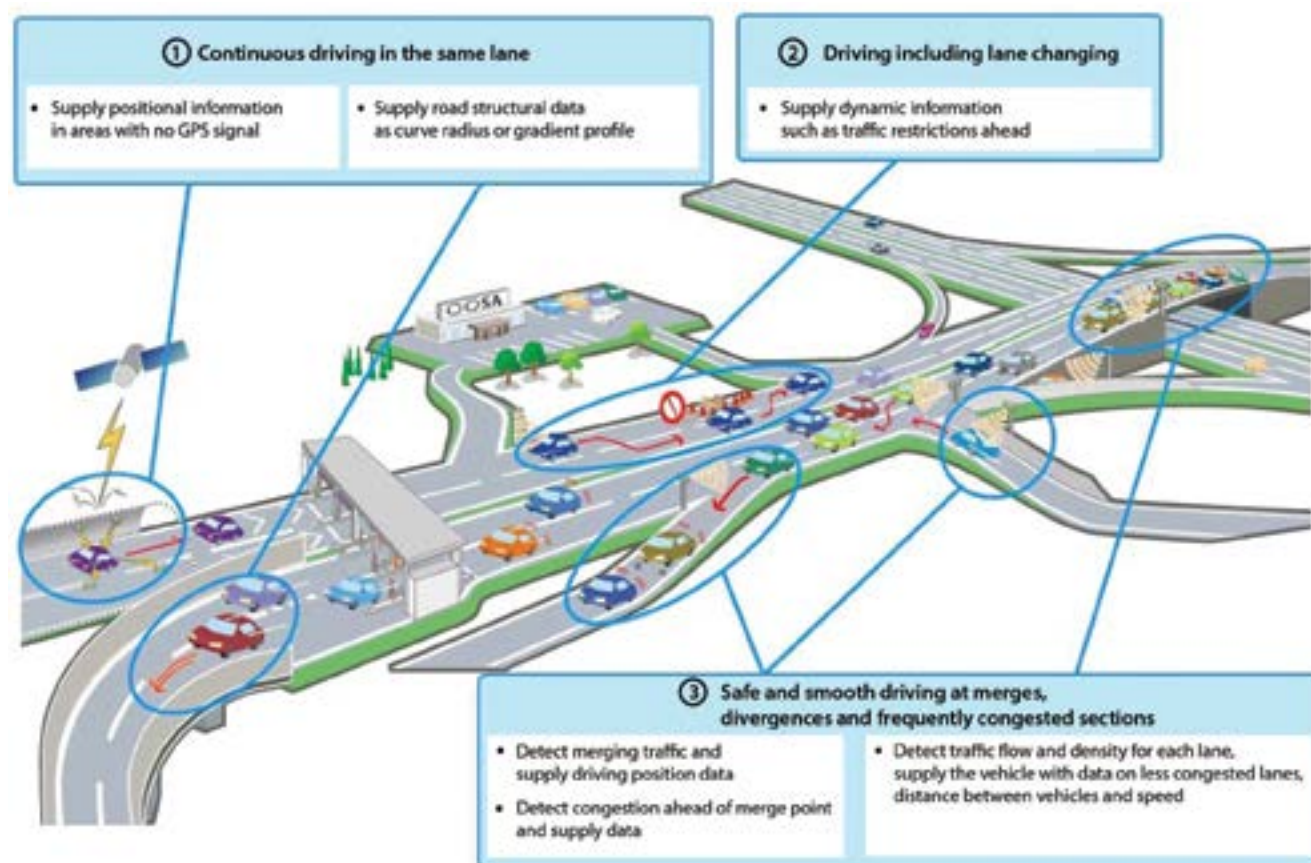 ① Continuous driving in the same lane
• Supply positional information
in areas with no GPS signal
• Supply road structural data
as curve radius or gradient profile
② Driving including lane changing
• Supply dynamic information
such as traffic restrictions ahead
○○SA
③ Safe and smooth driving at merges,
divergences and frequently congested sections
• Detect merging traffic and
supply driving position data
• Detect congestion ahead of merge point
and supply data
• Detect traffic flow and density for each lane,
supply the vehicle with data on less congested lanes,
distance between vehicles and speed